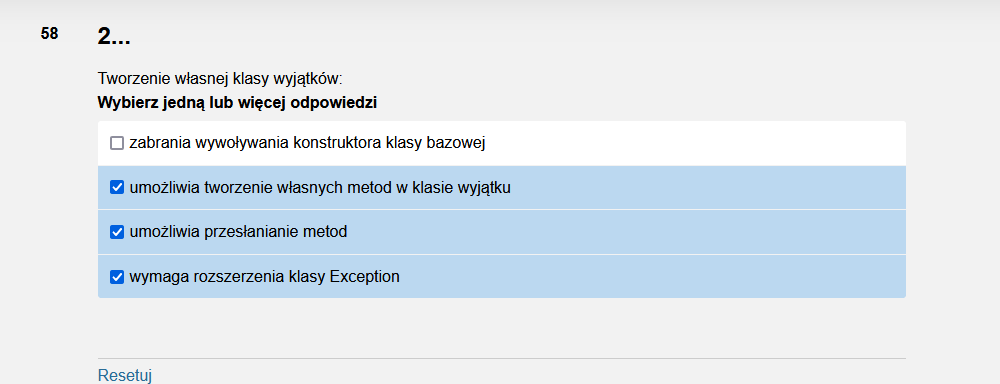 58
2...
Tworzenie własnej klasy wyjątków:
Wybierz jedną lub więcej odpowiedzi
zabrania wywoływania konstruktora klasy bazowej
umożliwia tworzenie własnych metod w klasie wyjątku
umożliwia przesłanianie metod
wymaga rozszerzenia klasy Exception
Resetuj